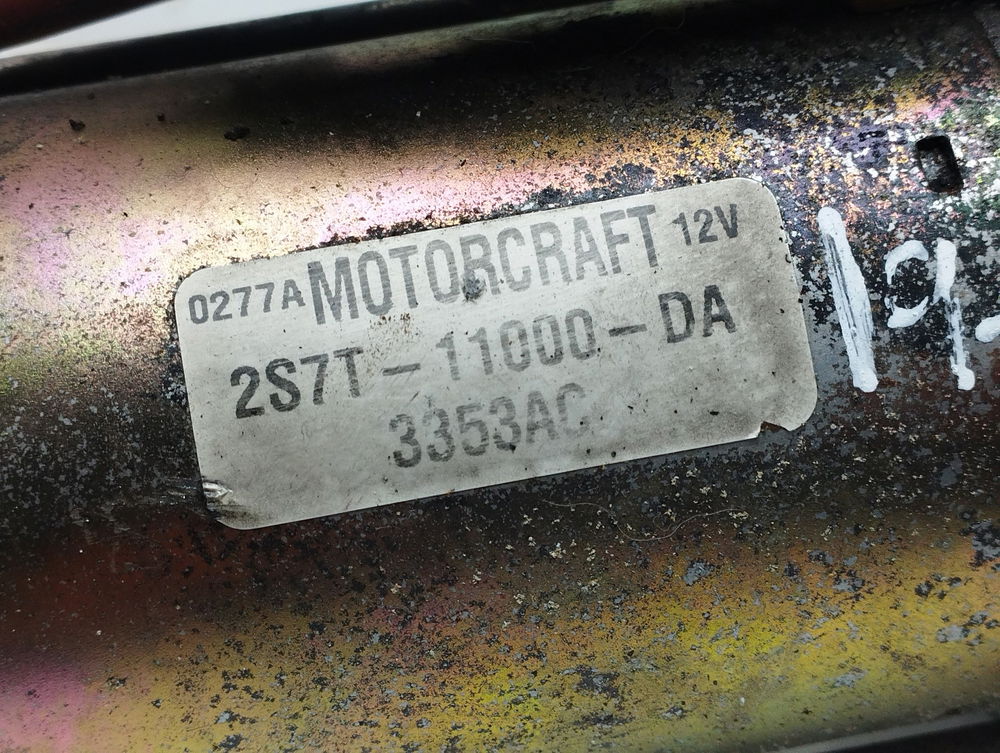 0277A MOTORCRAFT 12V
2S7T-11000-DA
3353AC